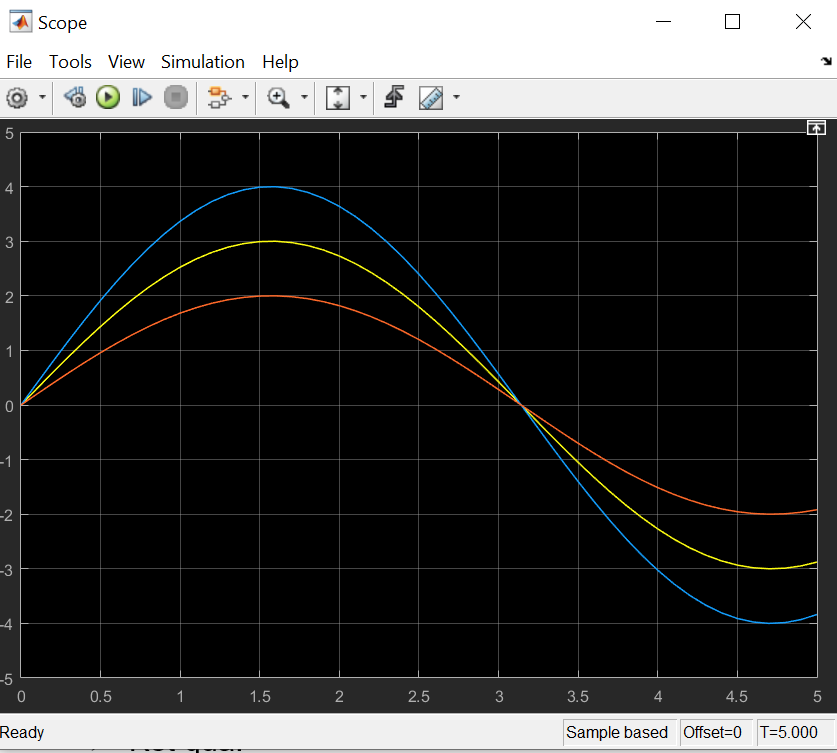 Scope
File Tools View Simulation Help
5
4
3
2
1
0
-1
-2
-3
-4
-5
0 0.5 1 1.5 2 2.5 3 3.5 4 4.5 5
Ready Sample based Offset=0 T=5.000